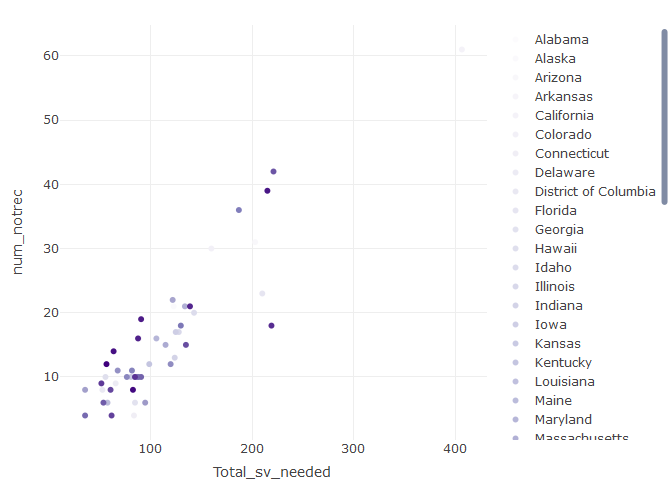 60
50
40
30
20
10
num_notrec
100
200
300
400
Total_sv_needed
Alabama
Alaska
Arizona
Arkansas
California
Colorado
Connecticut
Delaware
District of Columbia
Florida
Georgia
Hawaii
Idaho
Illinois
Indiana
Iowa
Kansas
Kentucky
Louisiana
Maine
Maryland
Massachusetts